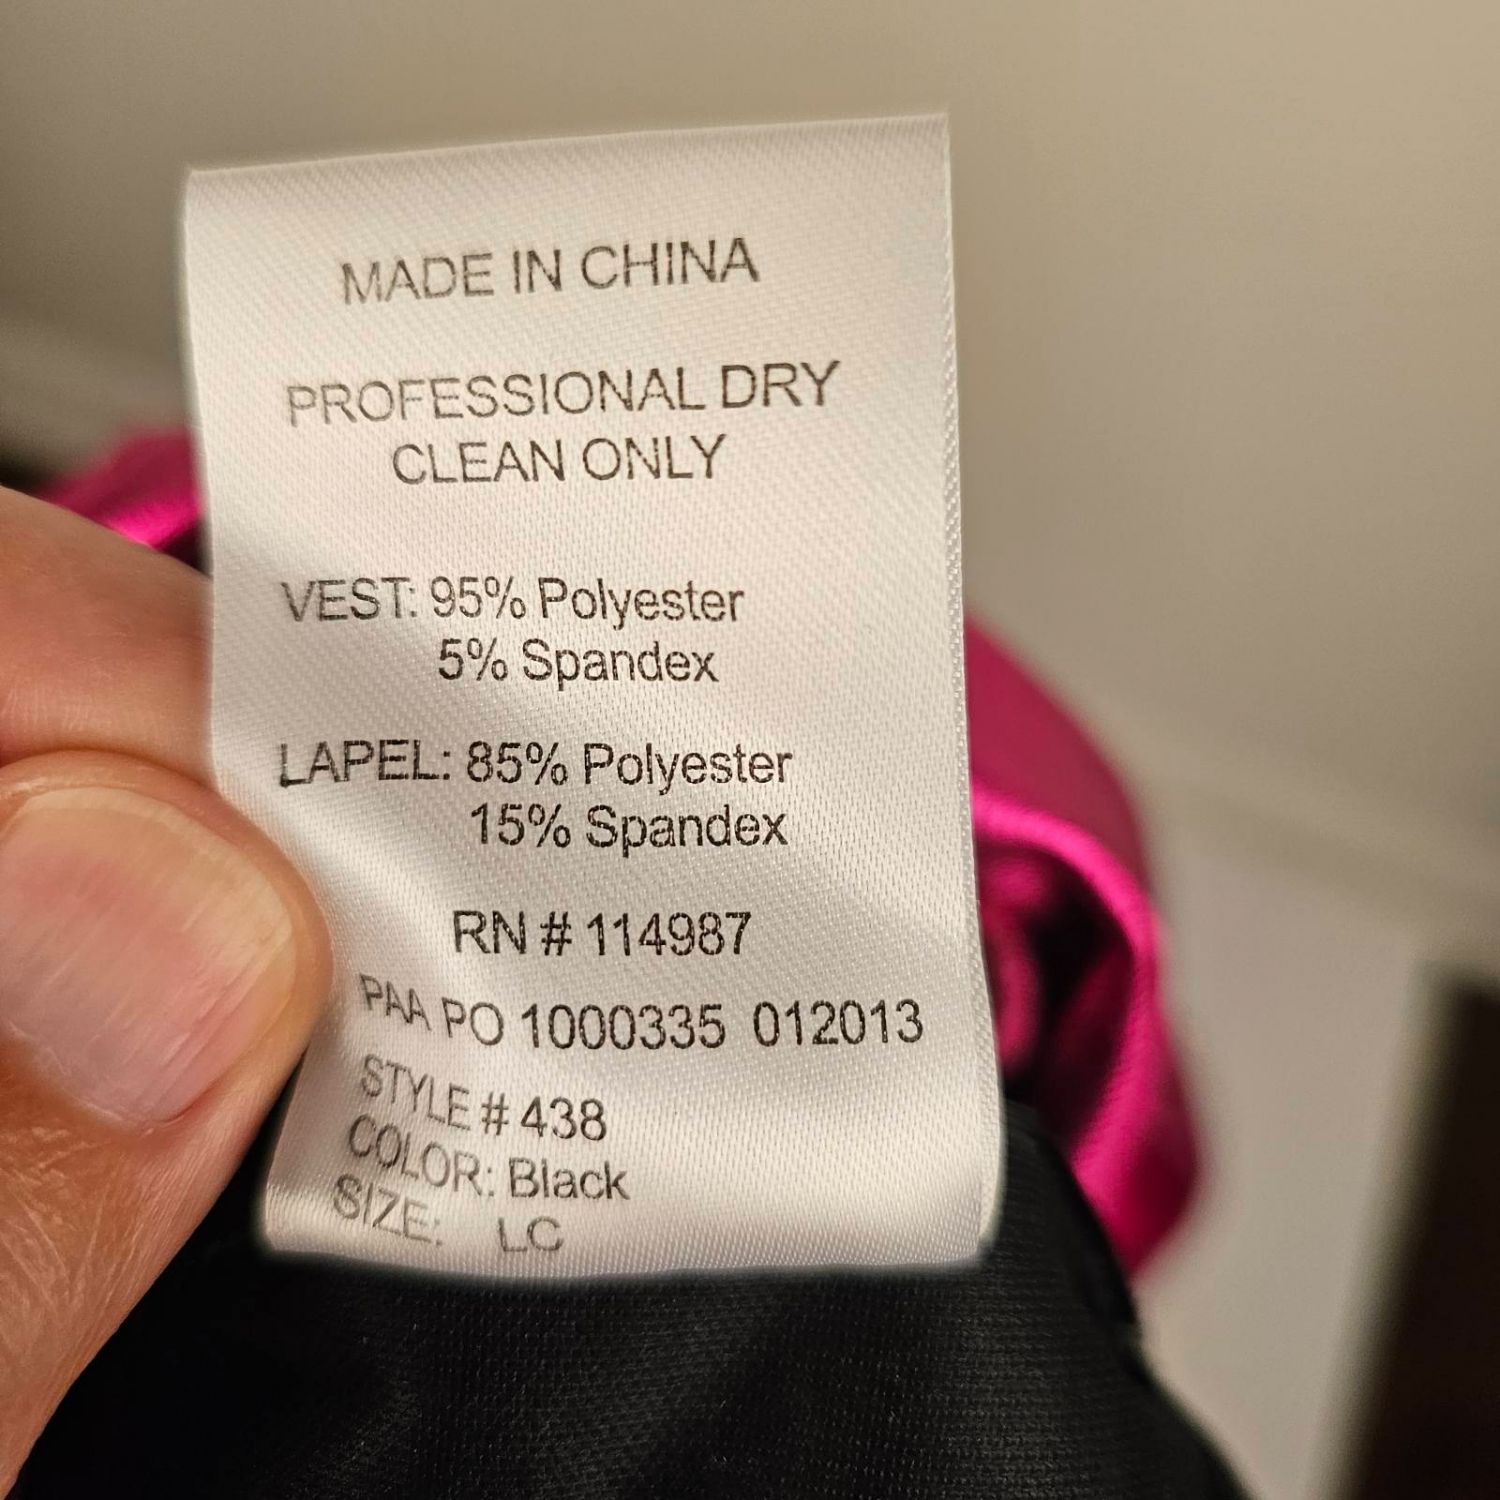 MADE IN CHINA
PROFESSIONAL DRY
CLEAN ONLY
VEST: 95% Polyester
5% Spandex
LAPEL: 85% Polyester
15% Spandex
RN # 114987
PAA PO 1000335 012013
STYLE # 438
COLOR: Black
SIZE: LC